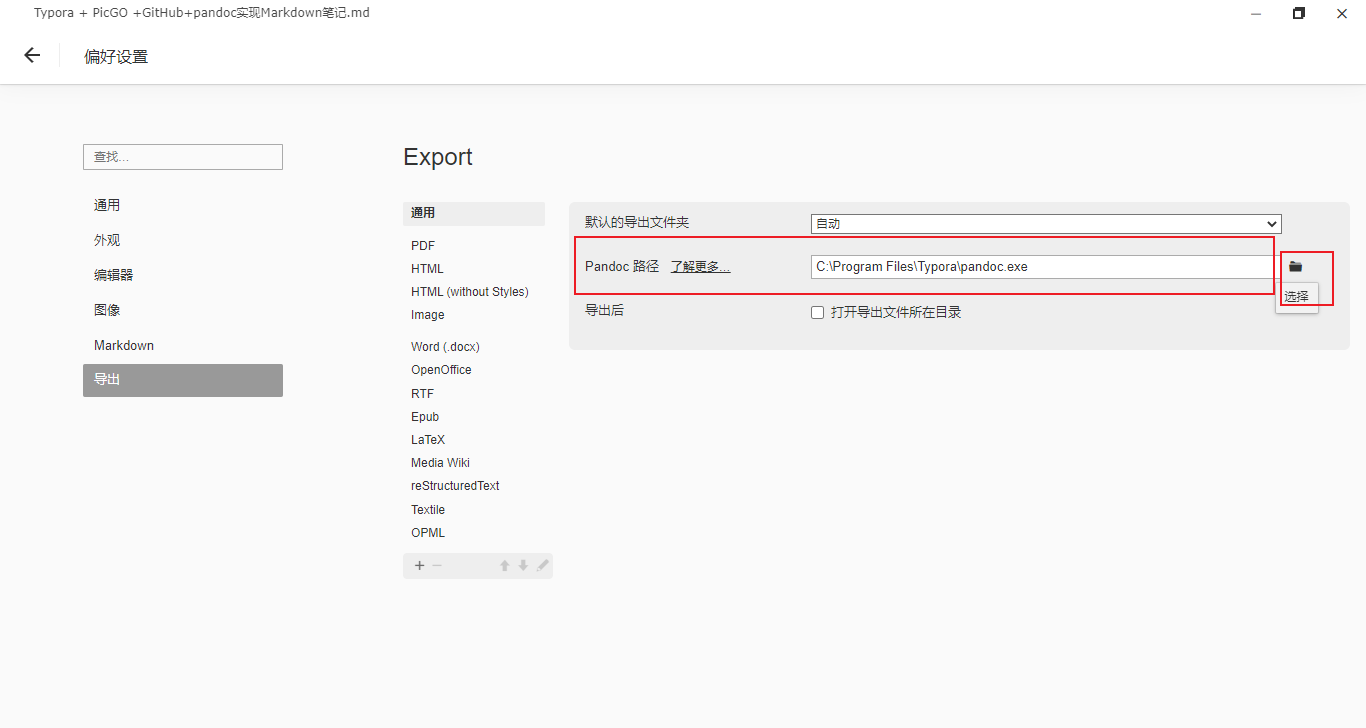 Typora + PicGO +GitHub+pandoc实现Markdown笔记.md
偏好设置
查找...
通用
外观
编辑器
图像
Markdown
导出
Export
通用
PDF
HTML
HTML (without Styles)
Image
Word (.docx)
OpenOffice
RTF
Epub
LaTeX
Media Wiki
reStructuredText
Textile
OPML
默认的导出文件夹 自动
Pandoc 路径 了解更多... C:\Program Files\Typora\pandoc.exe
选择
导出后 打开导出文件所在目录